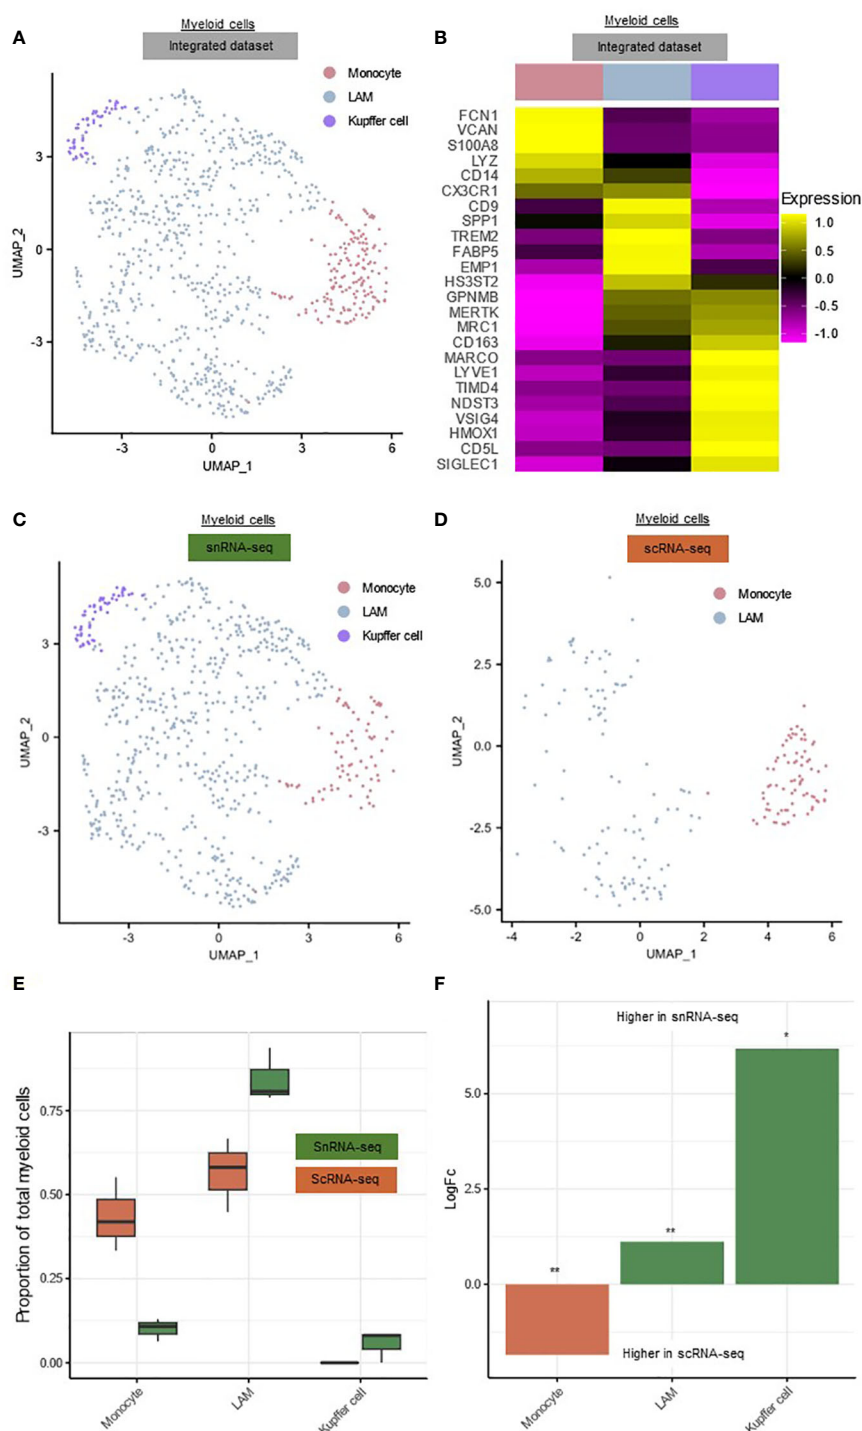 A
Myeloid cells
Integrated dataset
Monocyte
LAM
Kupffer cell
3
0
-3
UMAP_2
-3
0
3
6
UMAP_1
B
Myeloid cells
Integrated dataset
FCN1
VCAN
S100A8
LYZ
CD14
CX3CR1
CD9
SPP1
TREM2
FABP5
EMP1
HS3ST2
GPNMB
MERTK
MRC1
CD163
MARCO
LYVE1
TIMD4
NDST3
VSIG4
HMOX1
CD5L
SIGLEC1
Expression
1.0
0.5
0.0
-0.5
-1.0
C
Myeloid cells
snRNA-seq
Monocyte
LAM
Kupffer cell
3
0
-3
UMAP_2
-3
0
3
6
UMAP_1
D
Myeloid cells
scRNA-seq
Monocyte
LAM
5.0
2.5
0.0
-2.5
-5.0
UMAP_2
-4
-2
0
2
4
6
UMAP_1
E
Proportion of total myeloid cells
0.75
0.50
0.25
0.00
SnRNA-seq
ScRNA-seq
Monocyte
LAM
Kupffer cell
F
Higher in snRNA-seq
*
**
**
LogFc
5.0
2.5
0.0
Higher in scRNA-seq
Monocyte
LAM
Kupffer cell